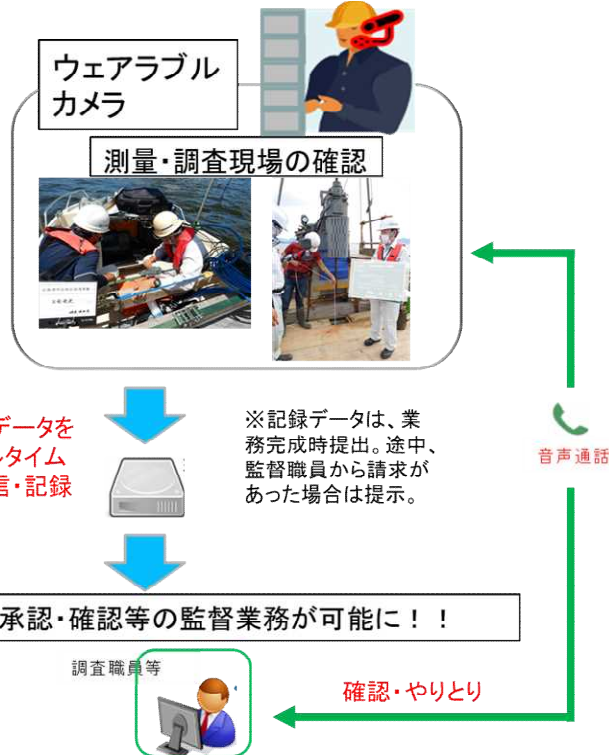 ウェアラブル
カメラ
測量・調査現場の確認
データを
ルタイム
信・記録
※記録データは、業
務完成時提出。途中、
監督職員から請求が
あった場合は提示。
音声通話
承認・確認等の監督業務が可能に！！
調査職員等
確認・やりとり